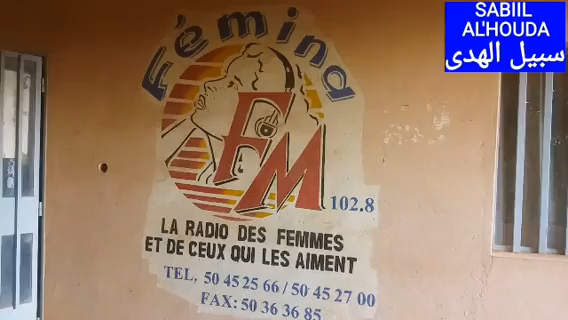 SABIIL
AL'HOUDA
سبيل الهدى
Fémina
FM
102.8
LA RADIO DES FEMMES
ET DE CEUX QUI LES AIMENT
TEL. 50 45 25 66 / 50 45 27 00
FAX: 50 36 36 85